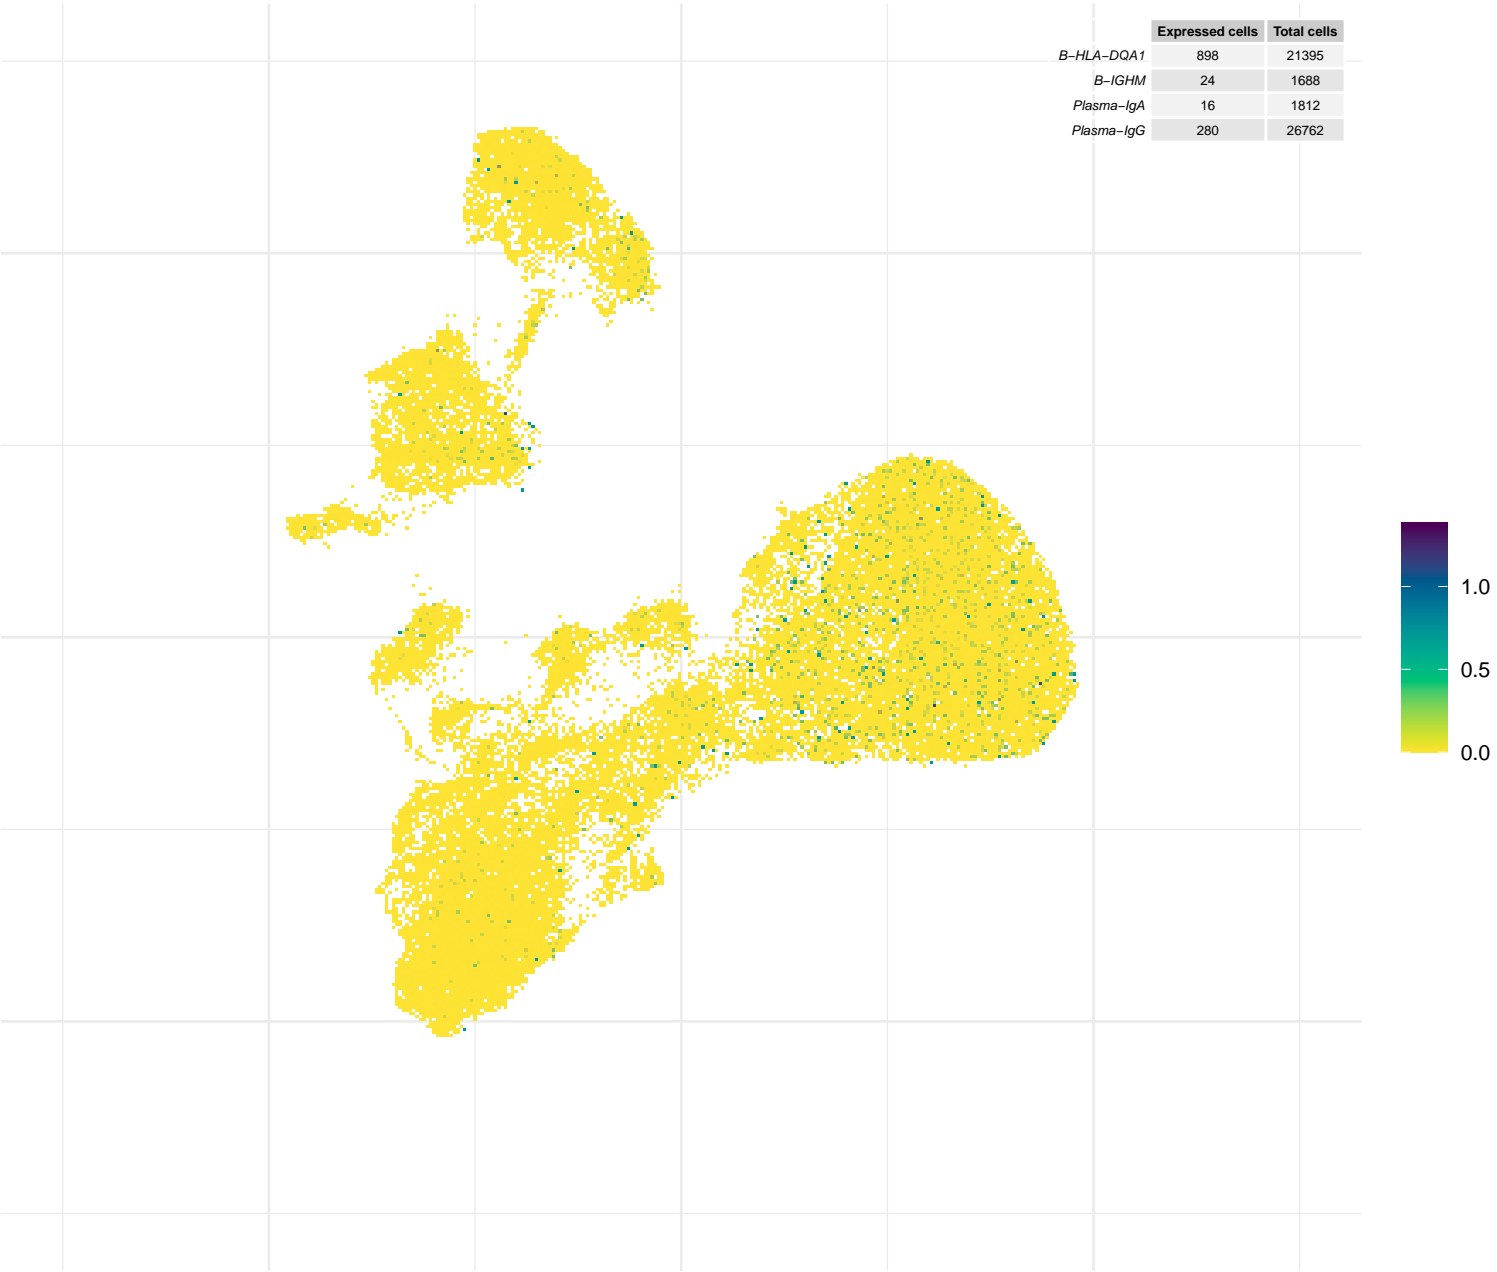 Expressed cells Total cells
B−HLA−DQA1 898 21395
B−IGHM 24 1688
Plasma−IgA 16 1812
Plasma−IgG 280 26762
1.0
0.5
0.0